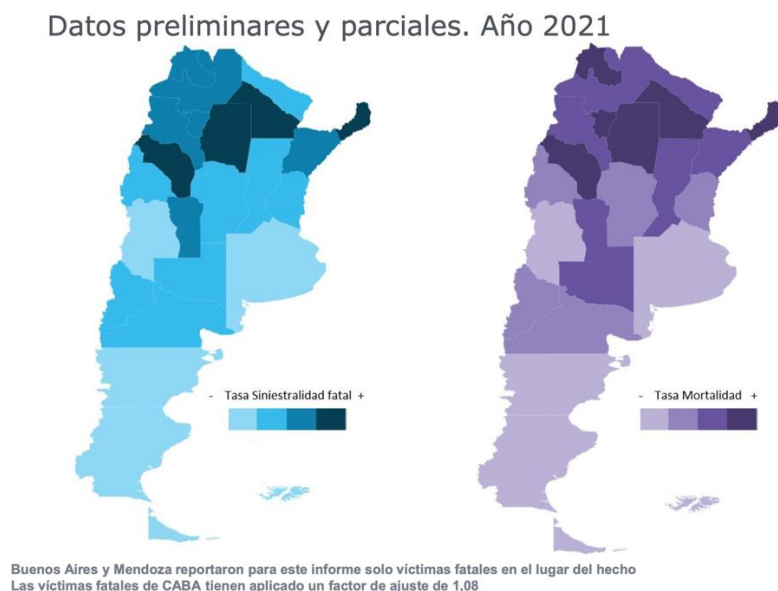 Datos preliminares y parciales. Año 2021
- Tasa Siniestralidad fatal +
- Tasa Mortalidad +
Buenos Aires y Mendoza reportaron para este informe solo víctimas fatales en el lugar del hecho
Las víctimas fatales de CABA tienen aplicado un factor de ajuste de 1,08